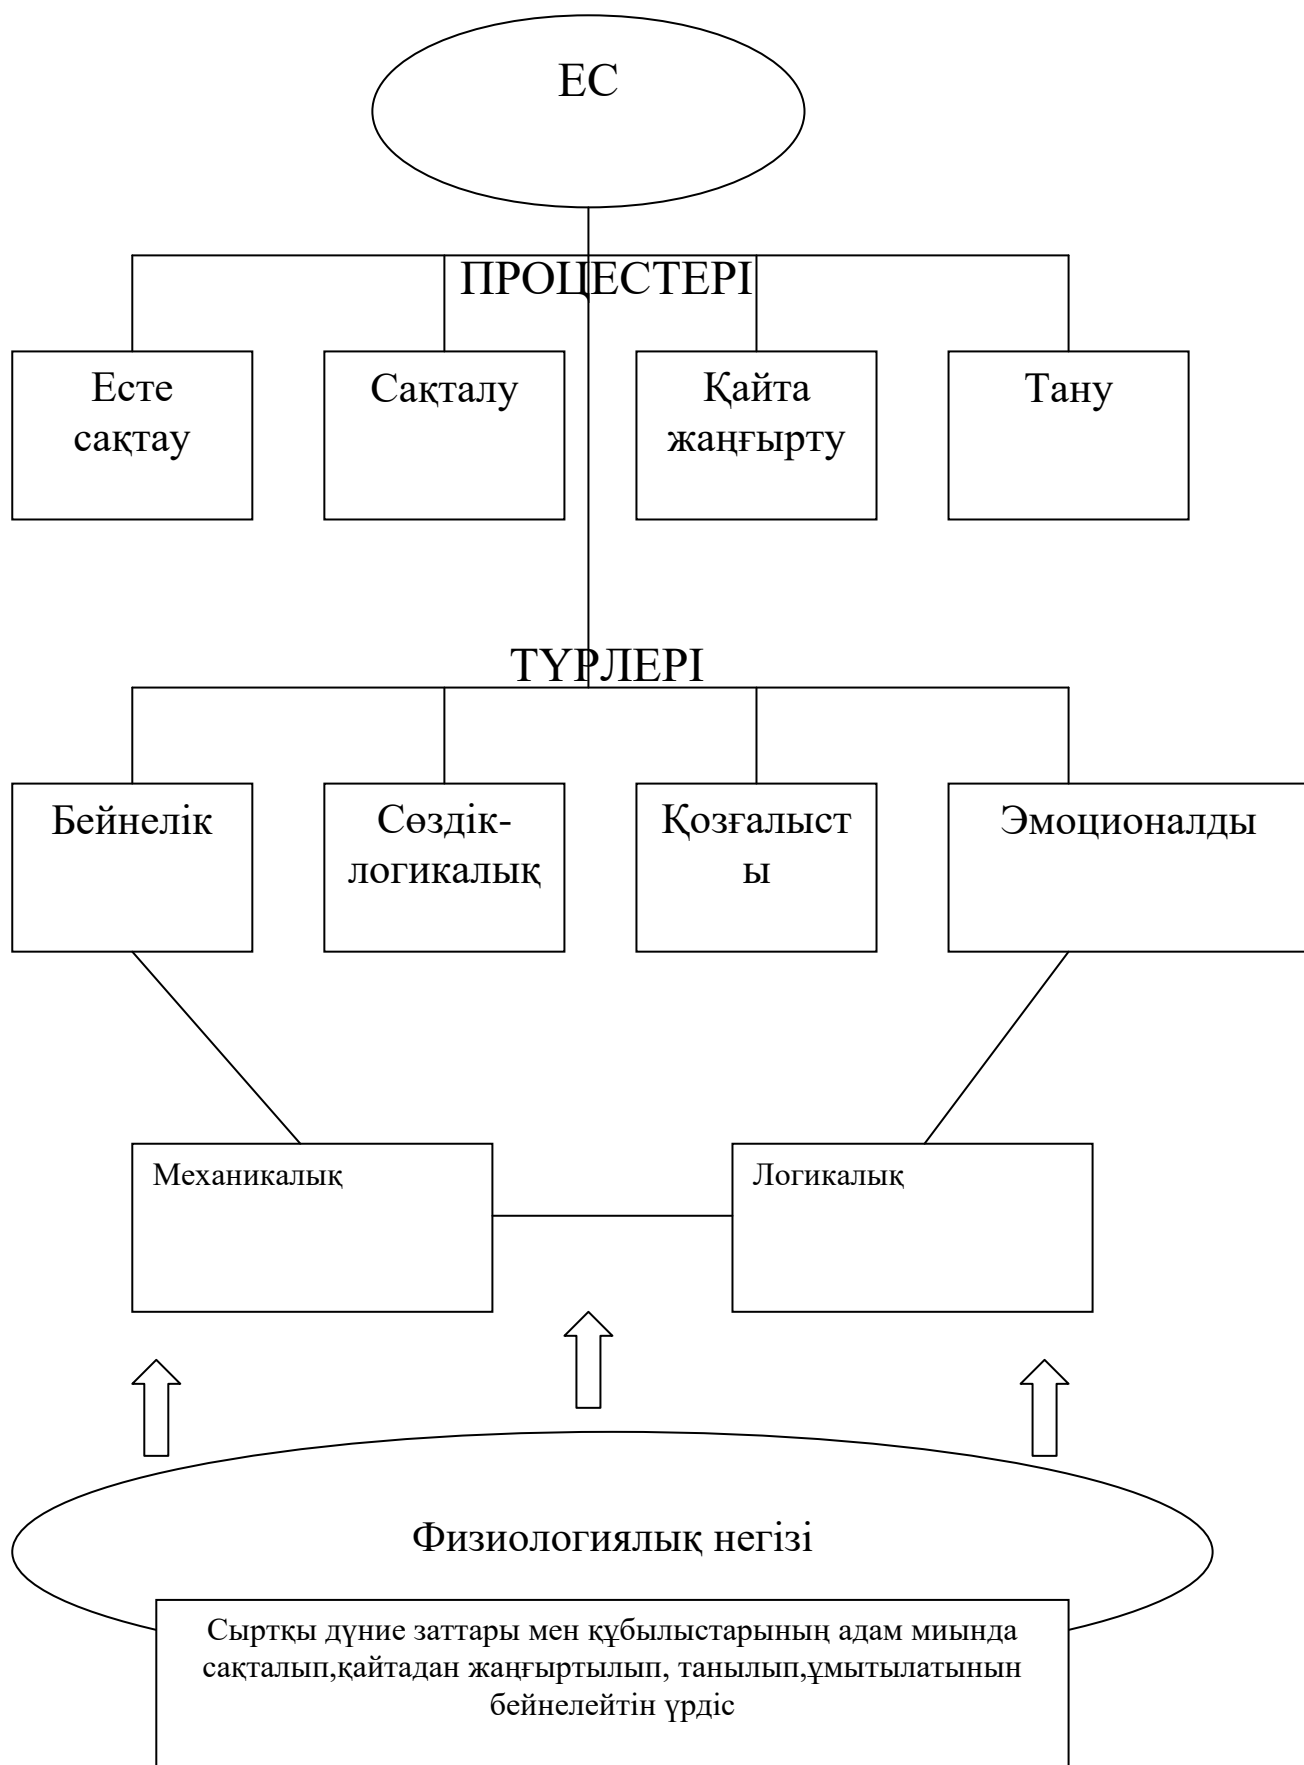 ЕС
ПРОЦЕСТЕРІ
Есте
сақтау
Сақталу
Қайта
жаңғырту
Тану
ТҮРЛЕРІ
Бейнелік
Сөздік-
логикалық
Қозғалыст
ы
Эмоционалды
Механикалық
Логикалық
Физиологиялық негізі
Сыртқы дүние заттары мен құбылыстарының адам миында
сақталып,қайтадан жаңғыртылып, танылып,ұмытылатынын
бейнелейтін үрдіс